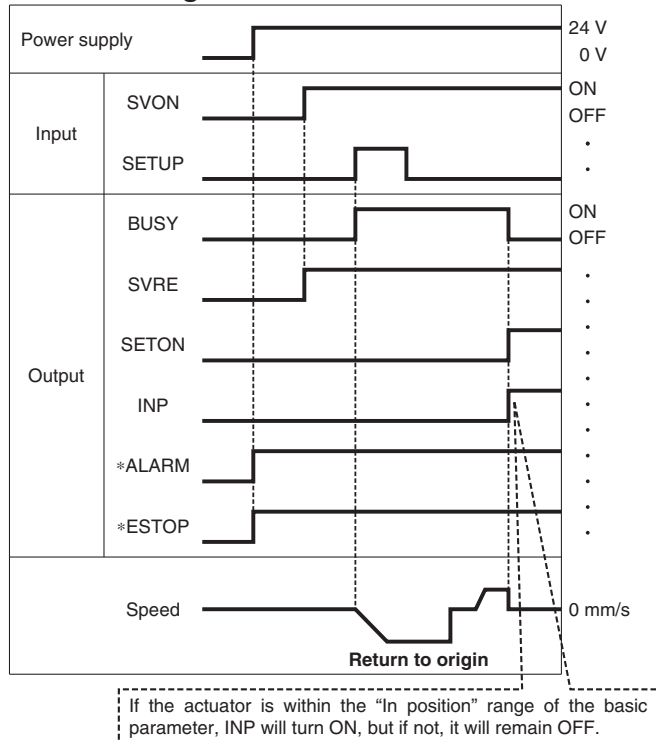 Power supply
24 V
0 V
Input
SVON
ON
OFF
SETUP
Output
BUSY
ON
OFF
SVRE
SETON
INP
*ALARM
*ESTOP
Speed
0 mm/s
Return to origin
If the actuator is within the “In position” range of the basic
parameter, INP will turn ON, but if not, it will remain OFF.